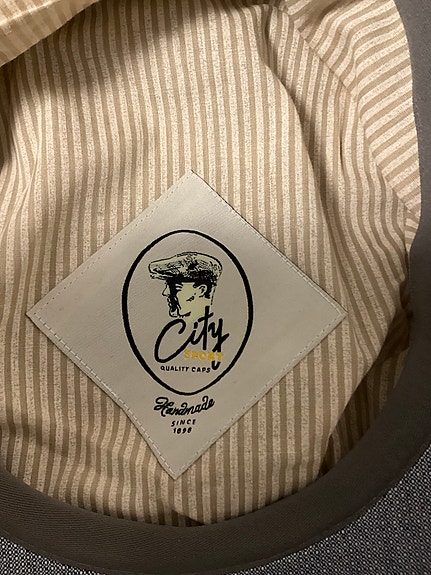 City
SPORT
QUALITY CAPS
Handmade
SINCE
1898